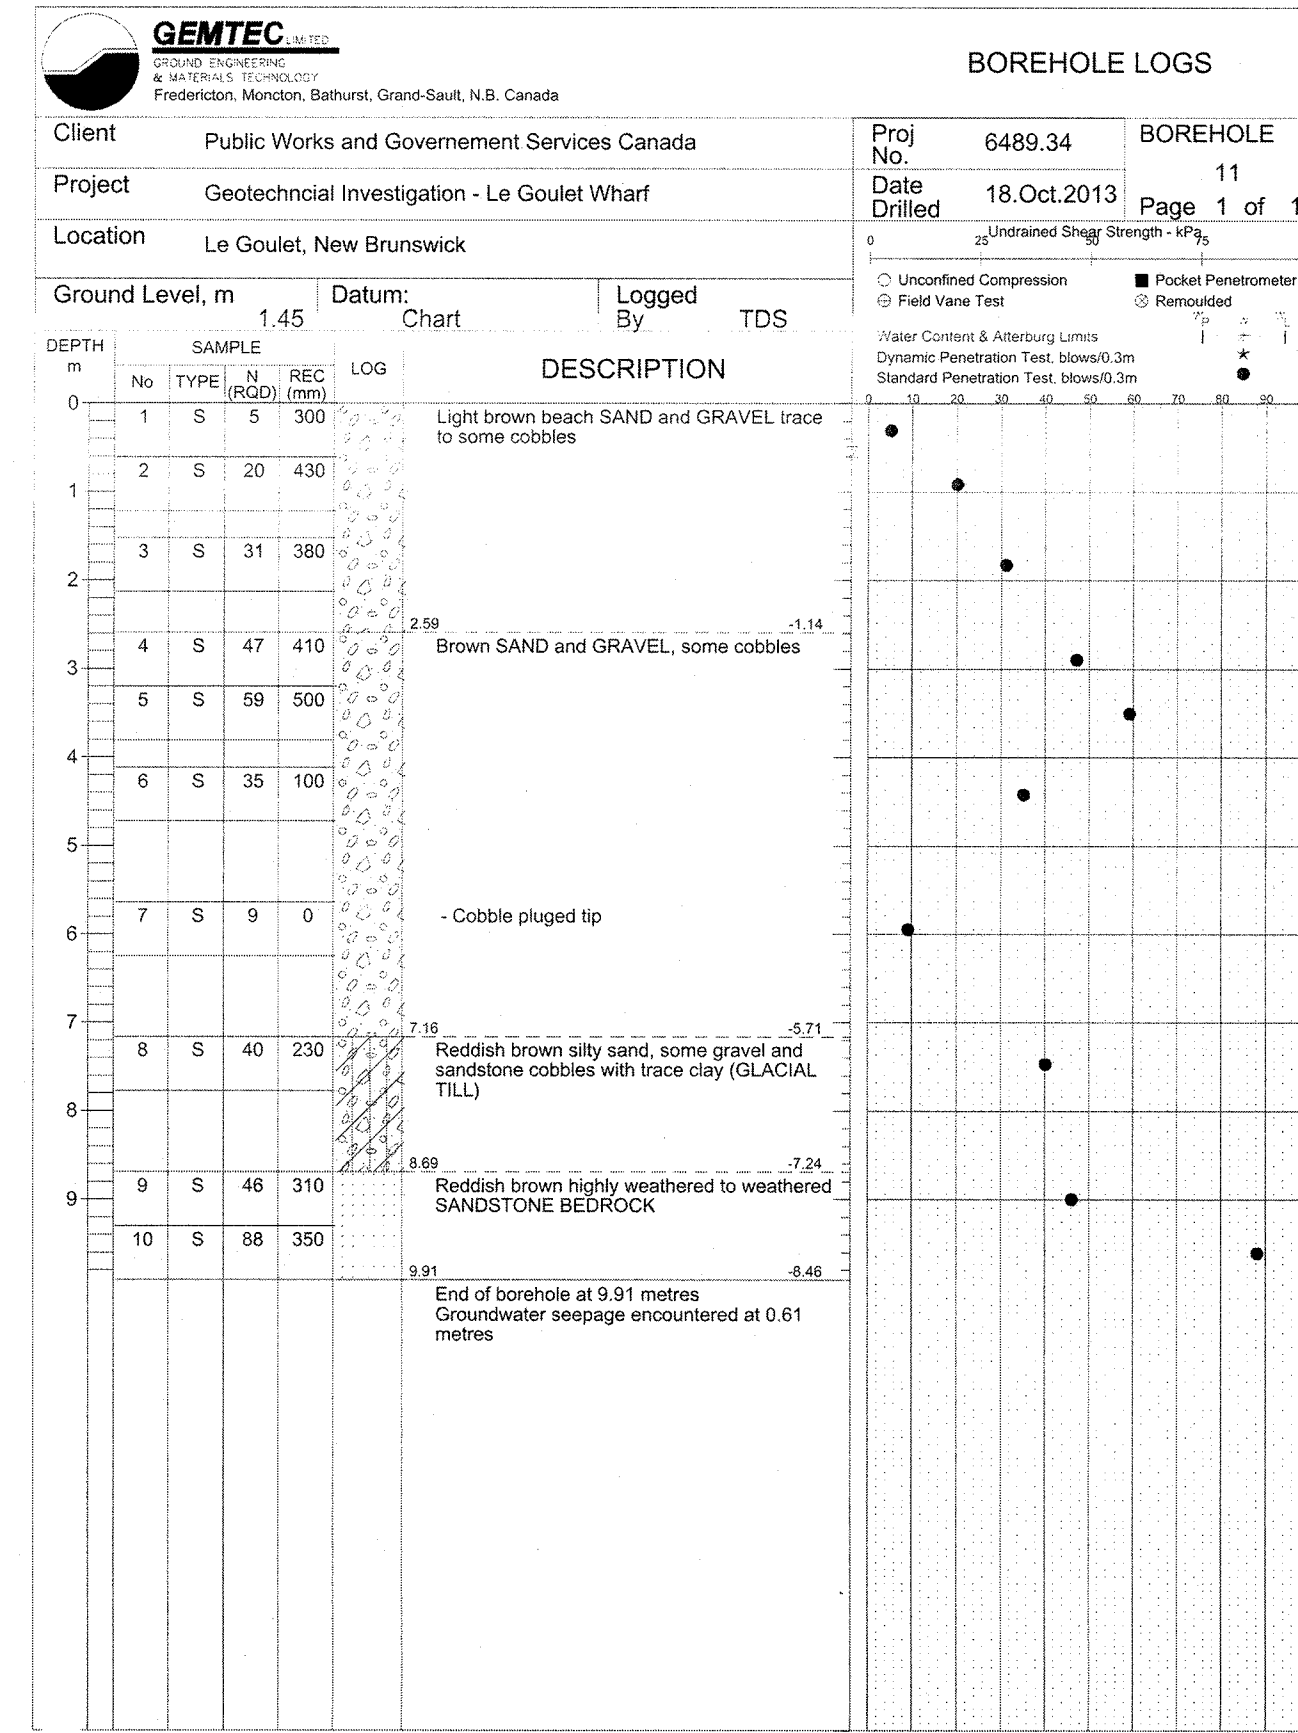 GEMTEC LIMITED
GROUND ENGINEERING
& MATERIALS TECHNOLOGY
Fredericton, Moncton, Bathurst, Grand-Sault, N.B. Canada
BOREHOLE LOGS
Client Public Works and Governement Services Canada
Proj No. 6489.34
BOREHOLE 11
Project Geotechncial Investigation - Le Goulet Wharf
Date Drilled 18.Oct.2013
Page 1 of 1
Location Le Goulet, New Brunswick
Undrained Shear Strength - kPa
0 25 50 75
Unconfined Compression Pocket Penetrometer
Field Vane Test Remoulded
Ground Level, m 1.45
Datum: Chart
Logged By TDS
Water Content & Atterburg Limits
Dynamic Penetration Test, blows/0.3m
Standard Penetration Test, blows/0.3m
DEPTH m
SAMPLE
LOG
DESCRIPTION
No TYPE N (RQD) REC (mm)
0 10 20 30 40 50 60 70 80 90
0
1 S 5 300
Light brown beach SAND and GRAVEL trace
to some cobbles
2 S 20 430
1
3 S 31 380
2
2.59 -1.14
4 S 47 410
Brown SAND and GRAVEL, some cobbles
3
5 S 59 500
4
6 S 35 100
5
7 S 9 0
- Cobble pluged tip
6
7
7.16 -5.71
8 S 40 230
Reddish brown silty sand, some gravel and
sandstone cobbles with trace clay (GLACIAL
TILL)
8
8.69 -7.24
9 S 46 310
Reddish brown highly weathered to weathered
SANDSTONE BEDROCK
9
10 S 88 350
9.91 -8.46
End of borehole at 9.91 metres
Groundwater seepage encountered at 0.61
metres